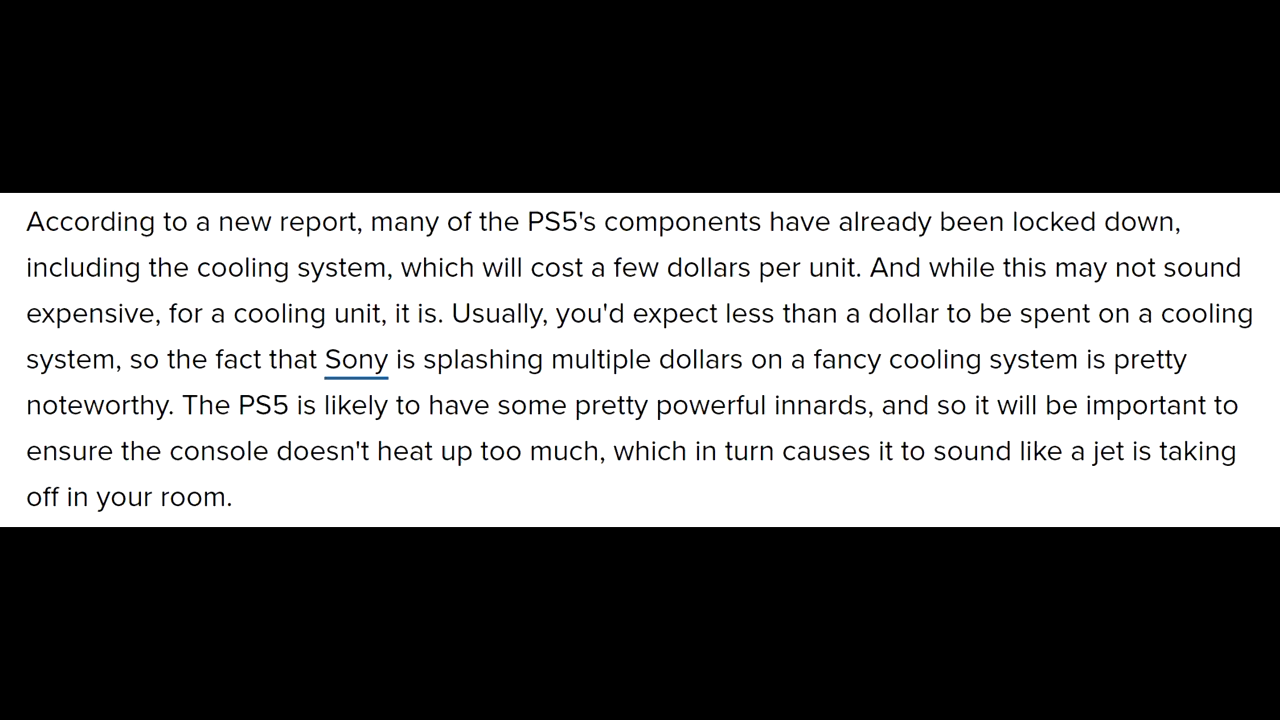 According to a new report, many of the PS5's components have already been locked down,
including the cooling system, which will cost a few dollars per unit. And while this may not sound
expensive, for a cooling unit, it is. Usually, you'd expect less than a dollar to be spent on a cooling
system, so the fact that Sony is splashing multiple dollars on a fancy cooling system is pretty
noteworthy. The PS5 is likely to have some pretty powerful innards, and so it will be important to
ensure the console doesn't heat up too much, which in turn causes it to sound like a jet is taking
off in your room.